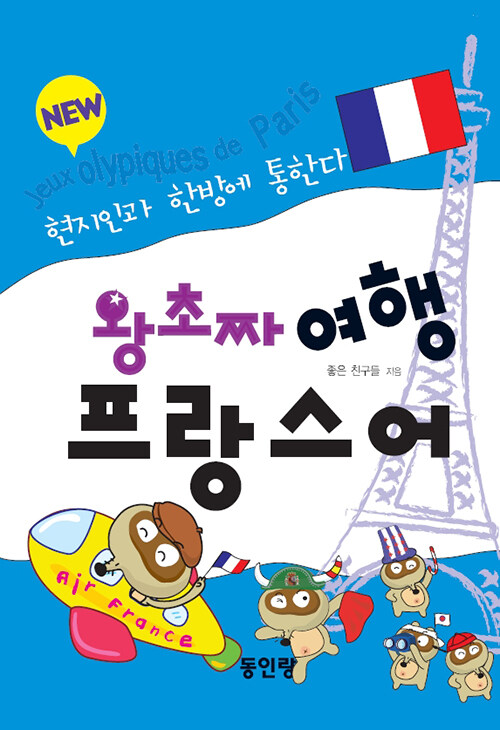 NEW
Jeux olypiques de Paris
현지인과 한방에 통한다
왕초짜 여행
좋은 친구들 지음
프랑스어
Air France
동인랑